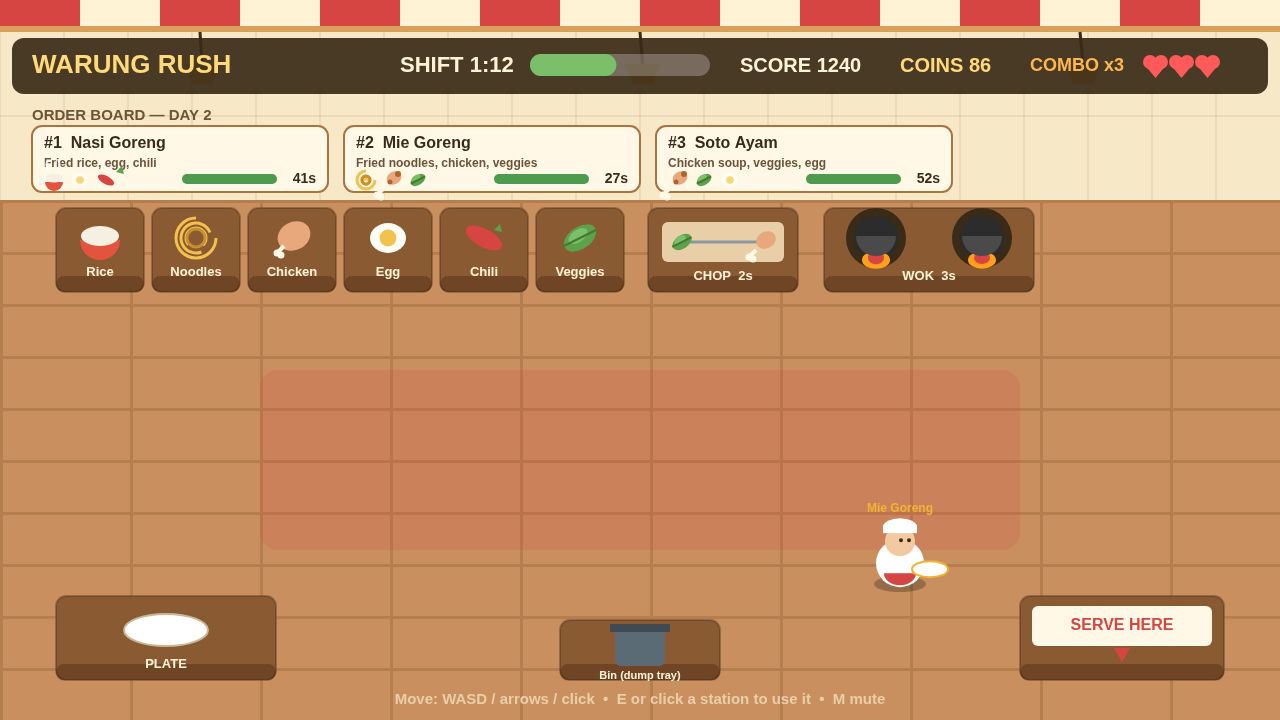 WARUNG RUSH
SHIFT 1:12
SCORE 1240
COINS 86
COMBO x3
ORDER BOARD — DAY 2
#1 Nasi Goreng
Fried rice, egg, chili
41s
#2 Mie Goreng
Fried noodles, chicken, veggies
27s
#3 Soto Ayam
Chicken soup, veggies, egg
52s
Rice
Noodles
Chicken
Egg
Chili
Veggies
CHOP 2s
WOK 3s
Mie Goreng
PLATE
Bin (dump tray)
SERVE HERE
Move: WASD / arrows / click • E or click a station to use it • M mute